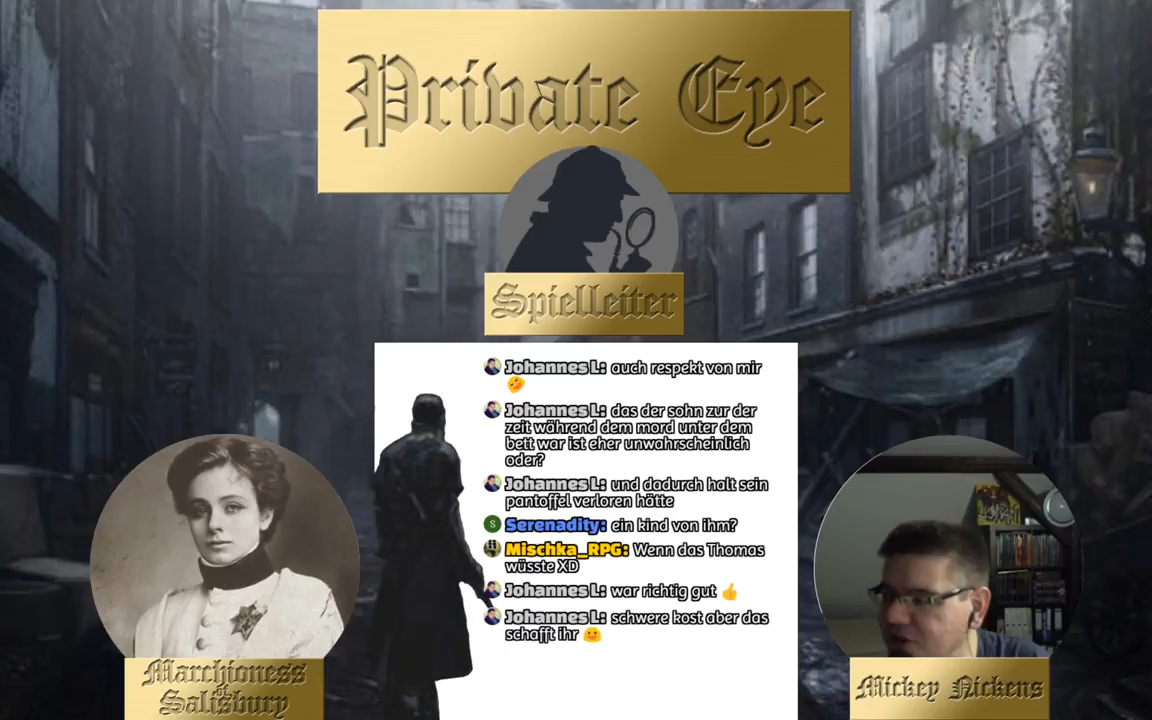 Private Eye
Spielleiter
Johannes L: auch respekt von mir
🤣
Johannes L: das der sohn zur der
zeit während dem mord unter dem
bett war ist eher unwahrscheinlich
oder?
Johannes L: und dadurch halt sein
pantoffel verloren hätte
S Serenadity: ein kind von ihm?
Mischka_RPG: Wenn das Thomas
wüsste XD
Johannes L: war richtig gut 👍
Johannes L: schwere kost aber das
schafft ihr 😀
Marchioness
of
Salisbury
Mickey Nickens